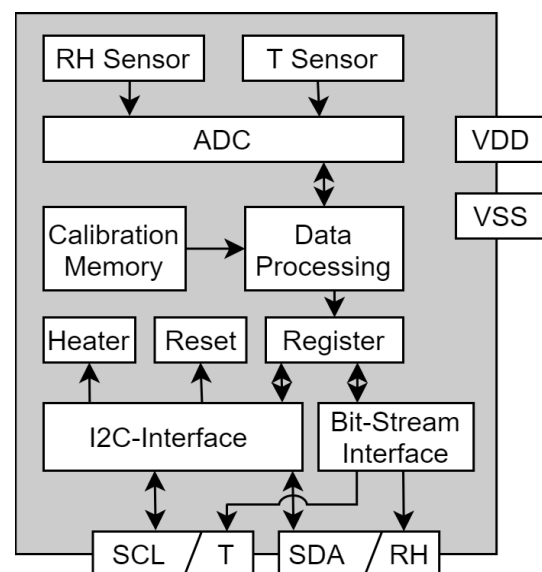 RH Sensor
T Sensor
ADC
VDD
VSS
Calibration
Memory
Data
Processing
Heater
Reset
Register
I2C-Interface
Bit-Stream
Interface
SCL / T
SDA / RH